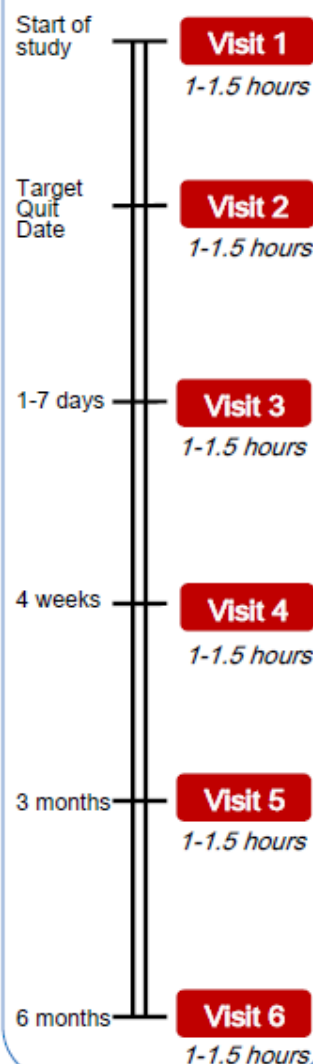 Start of
study
Visit 1
1-1.5 hours
Target
Quit
Date
Visit 2
1-1.5 hours
1-7 days
Visit 3
1-1.5 hours
4 weeks
Visit 4
1-1.5 hours
3 months
Visit 5
1-1.5 hours
6 months
Visit 6
1-1.5 hours